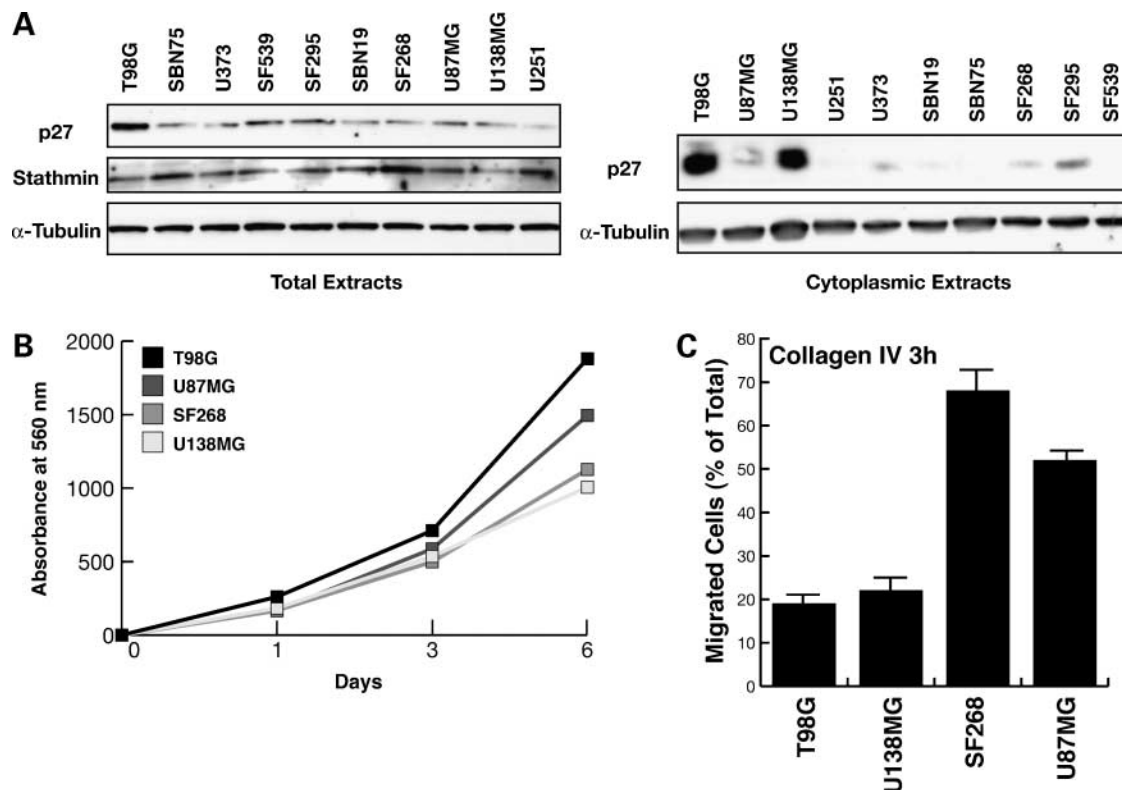 A
T98G
SBN75
U373
SF539
SF295
SBN19
SF268
U87MG
U138MG
U251
p27
Stathmin
α-Tubulin
Total Extracts
T98G
U87MG
U138MG
U251
U373
SBN19
SBN75
SF268
SF295
SF539
p27
α-Tubulin
Cytoplasmic Extracts
B
T98G
U87MG
SF268
U138MG
Absorbance at 560 nm
2000
1500
1000
500
0
0
1
3
6
Days
C
Collagen IV 3h
Migrated Cells (% of Total)
80
70
60
50
40
30
20
10
0
T98G
U138MG
SF268
U87MG